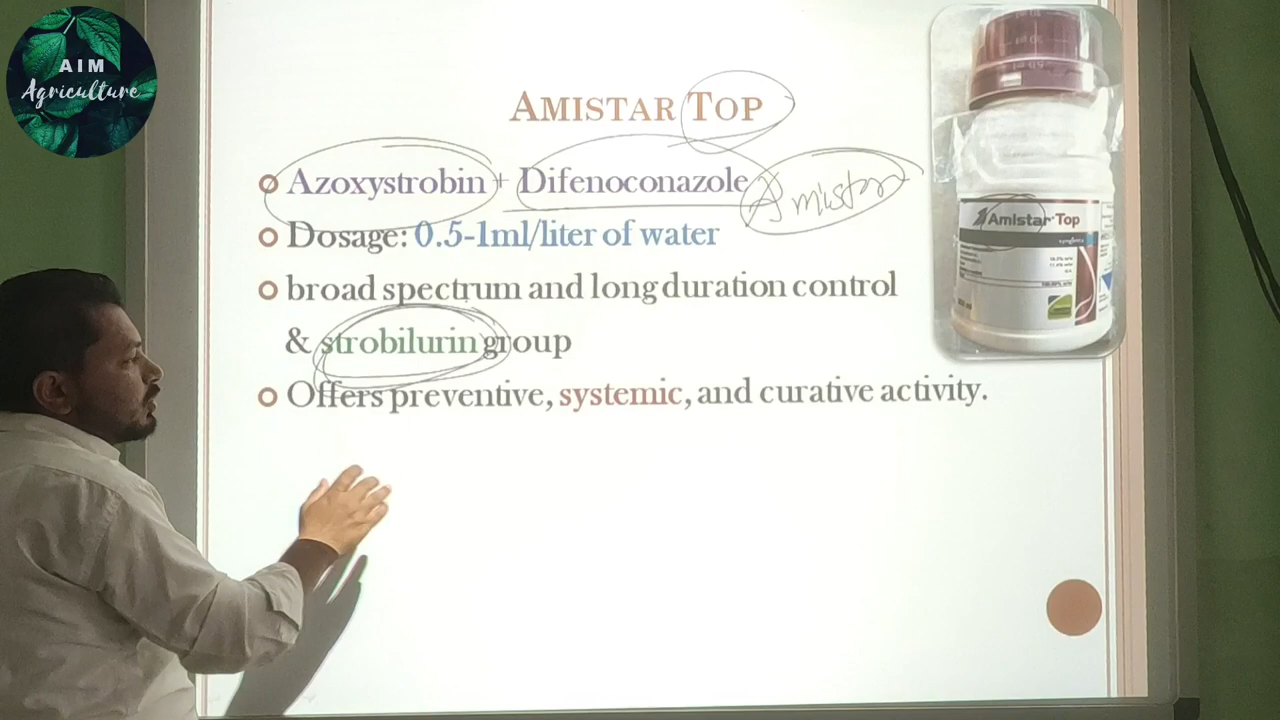 AIM
Agriculture
AMISTAR TOP
Azoxystrobin + Difenoconazole
Amistar
Dosage: 0.5-1ml/liter of water
broad spectrum and long duration control
& strobilurin group
Offers preventive, systemic, and curative activity.
Amistar Top
syngenta